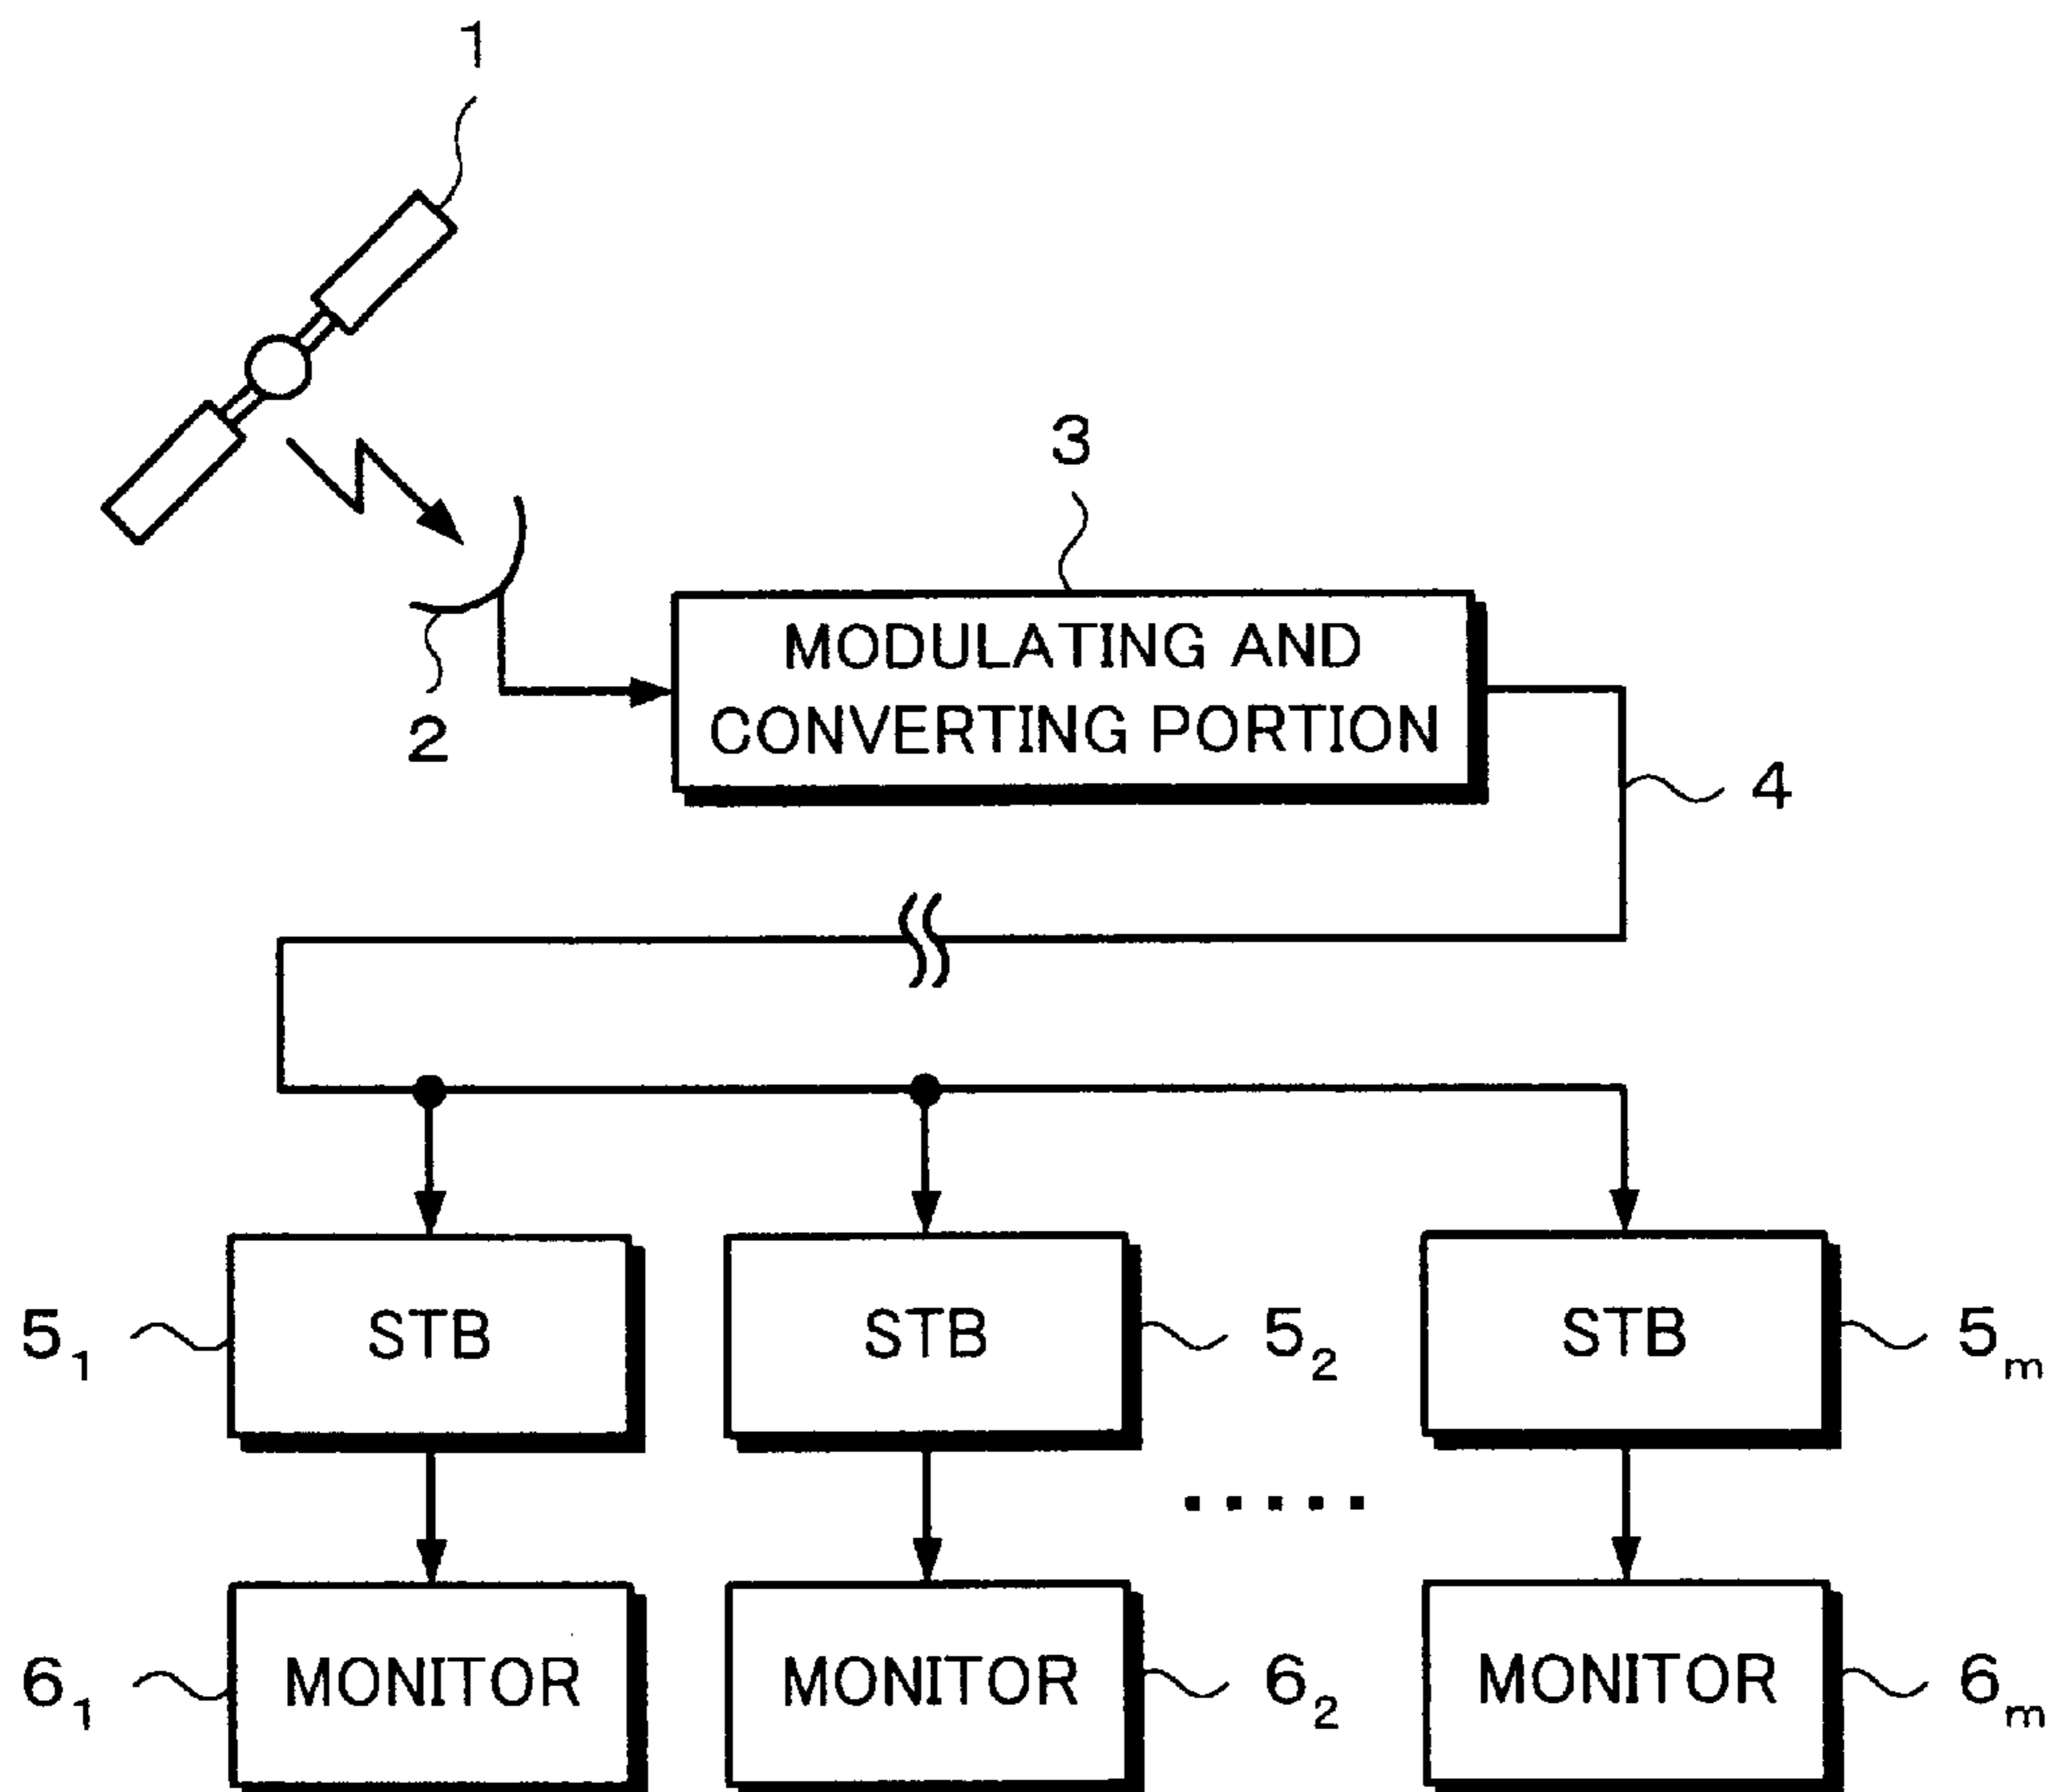 1
3
MODULATING AND
CONVERTING PORTION
2
4
5₁ STB STB 5₂ STB 5ₘ
6₁ MONITOR MONITOR 6₂ MONITOR 6ₘ